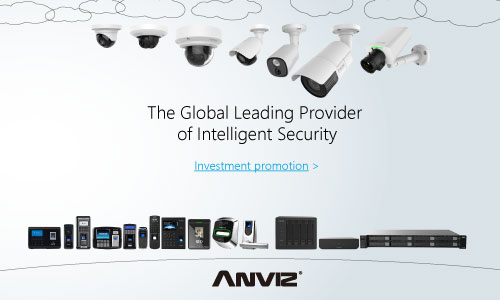 The Global Leading Provider
of Intelligent Security
Investment promotion >
ANVIZ®